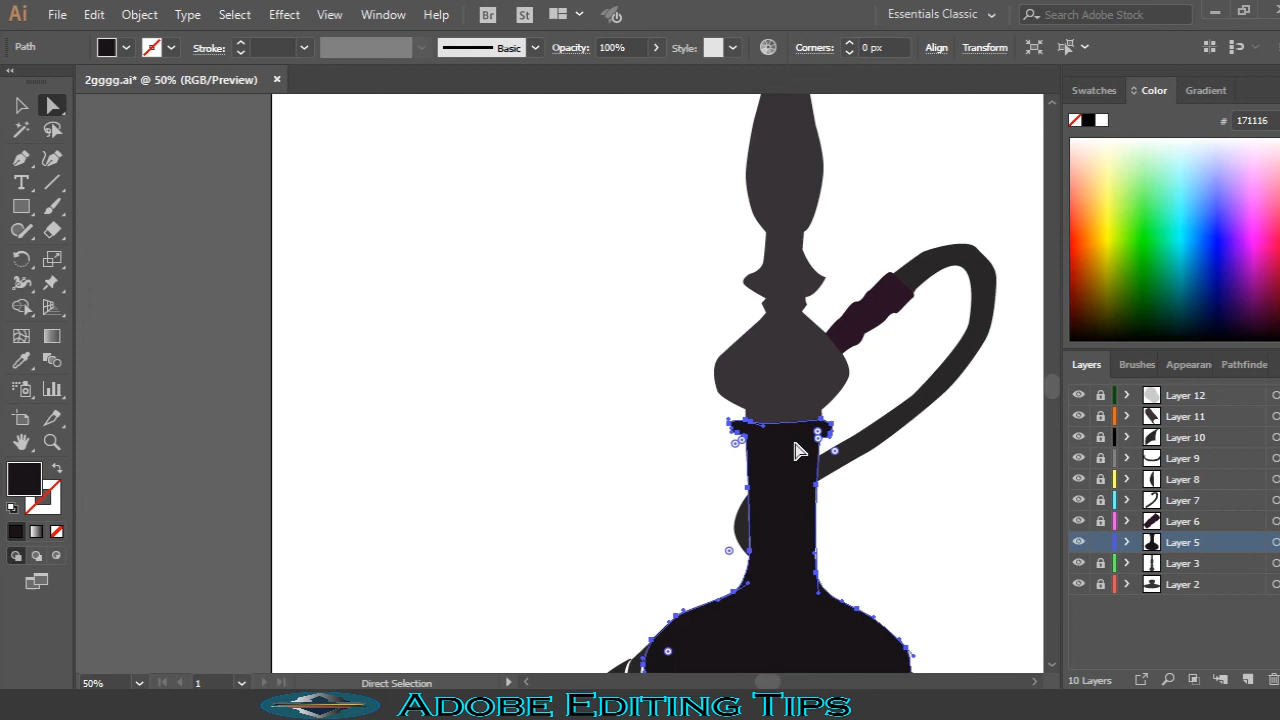 Ai File Edit Object Type Select Effect View Window Help Br St Essentials Classic Search Adobe Stock
Path Stroke: Basic Opacity: 100% Style: Corners: 0 px Align Transform
2gggg.ai* @ 50% (RGB/Preview)
Swatches Color Gradient
# 171116
Layers Brushes Appearan Pathfinde
Layer 12
Layer 11
Layer 10
Layer 9
Layer 8
Layer 7
Layer 6
Layer 5
Layer 3
Layer 2
50% 1 Direct Selection 10 Layers
Adobe Editing Tips